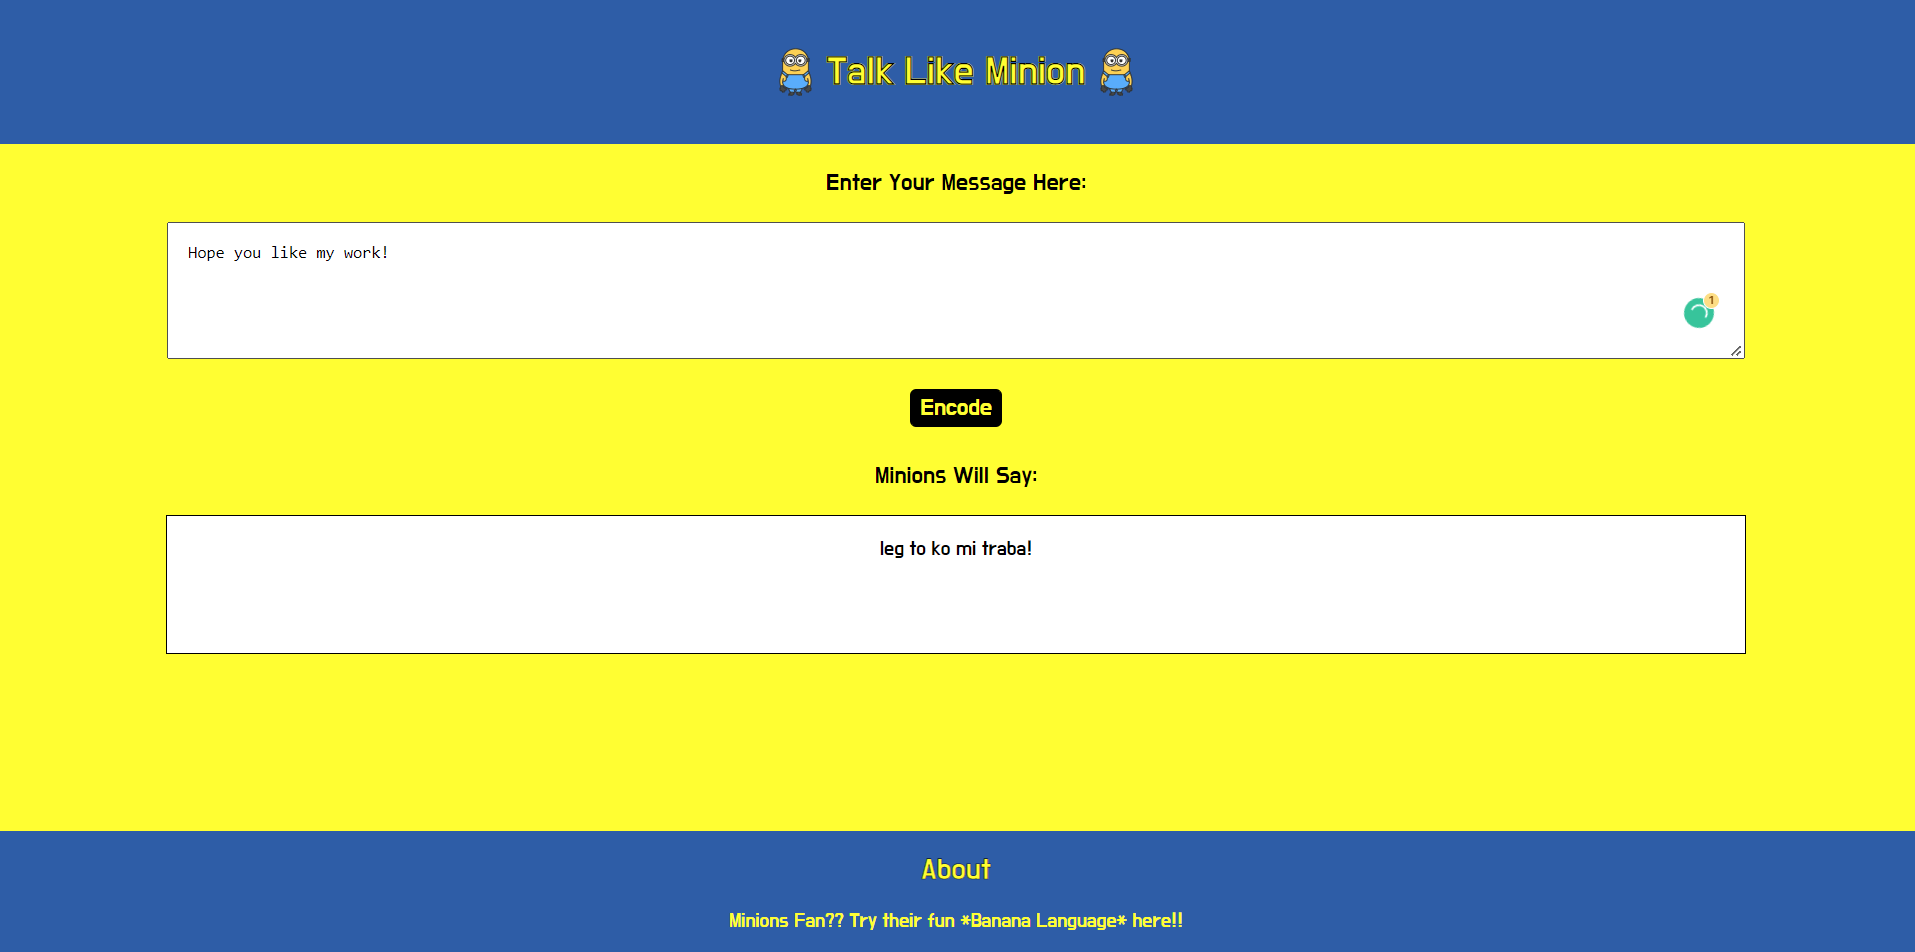 Talk Like Minion
Enter Your Message Here:
Hope you like my work!
1
Encode
Minions Will Say:
leg to ko mi traba!
About
Minions Fan?? Try their fun *Banana Language* here!!